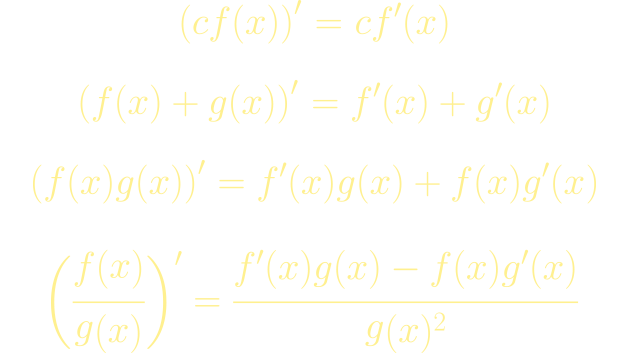 (cf(x))′ = cf′(x)
(f(x) + g(x))′ = f′(x) + g′(x)
(f(x)g(x))′ = f′(x)g(x) + f(x)g′(x)
(f(x)/g(x))′ = (f′(x)g(x) − f(x)g′(x))/g(x)²